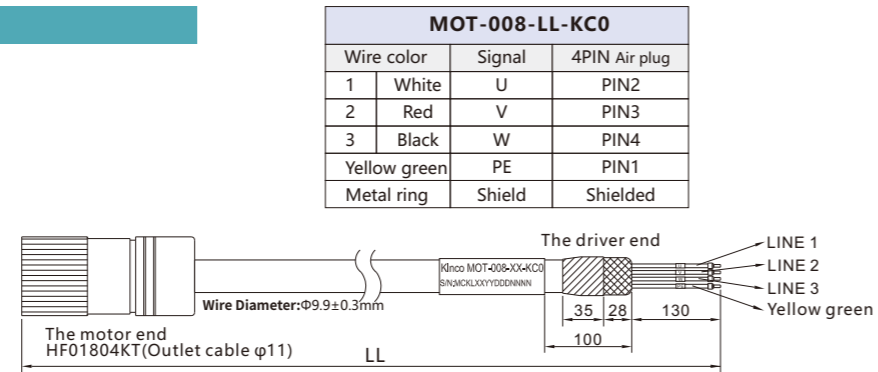 MOT-008-LL-KC0
Wire color Signal 4PIN Air plug
1 White U PIN2
2 Red V PIN3
3 Black W PIN4
Yellow green PE PIN1
Metal ring Shield Shielded
The driver end
LINE 1
LINE 2
LINE 3
Yellow green
KInco MOT-008-XX-KC0
S/N;MCKLXXYYDDDNNNN
Wire Diameter:Φ9.9±0.3mm
35 28 130
100
The motor end
HF01804KT(Outlet cable φ11)
LL